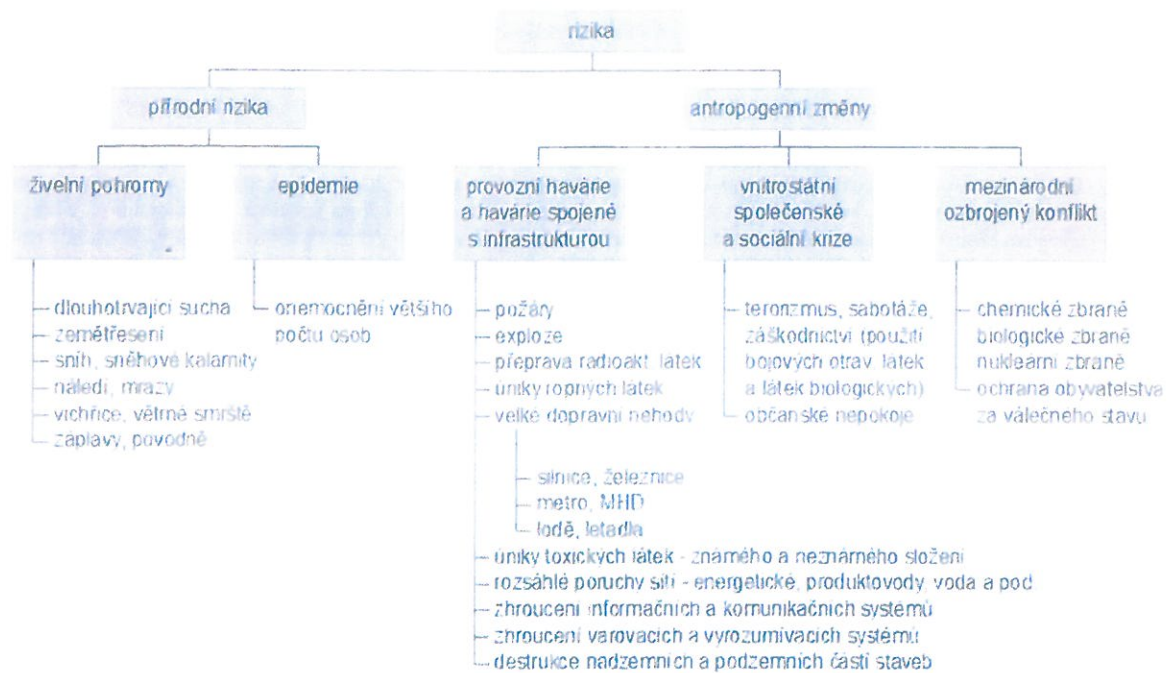 rizika
přírodní rizika
antropogenní změny
živelní pohromy
epidemie
provozní havárie
a havárie spojené
s infrastrukturou
vnitrostátní
společenské
a sociální krize
mezinárodní
ozbrojený konflikt
dlouhotrvající sucha
zemětřesení
sníh, sněhové kalamity
náledí, mrazy
vichřice, větrné smrště
záplavy, povodně
onemocnění většího
počtu osob
požáry
exploze
přeprava radioakt. látek
úniky ropných látek
velké dopravní nehody
silnice, železnice
metro, MHD
lodě, letadla
úniky toxických látek - známého a neznámého složení
rozsáhlé poruchy sítí - energetické, produktovody, voda a pod
zhroucení informačních a komunikačních systémů
zhroucení varovacích a vyrozumívacích systémů
destrukce nadzemních a podzemních částí staveb
terorizmus, sabotáže,
záškodnictví (použití
bojových otrav. látek
a látek biologických)
občanské nepokoje
chemické zbraně
biologické zbraně
nukleární zbraně
ochrana obyvatelstva
za válečného stavu